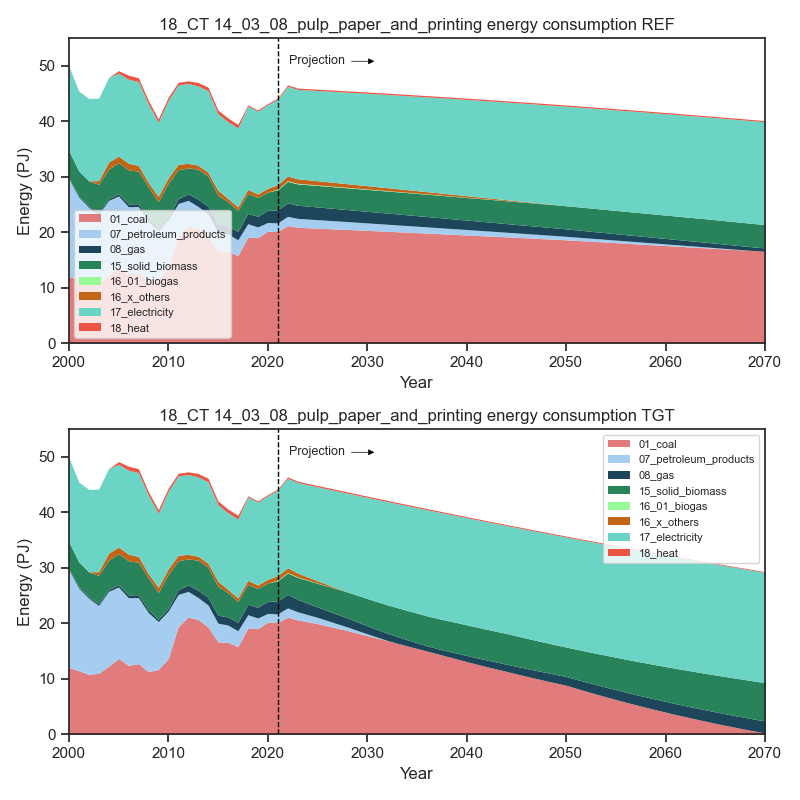 18_CT 14_03_08_pulp_paper_and_printing energy consumption REF
Projection
Energy (PJ)
50
40
30
20
10
0
01_coal
07_petroleum_products
08_gas
15_solid_biomass
16_01_biogas
16_x_others
17_electricity
18_heat
2000 2010 2020 2030 2040 2050 2060 2070
Year
18_CT 14_03_08_pulp_paper_and_printing energy consumption TGT
Projection
Energy (PJ)
50
40
30
20
10
0
01_coal
07_petroleum_products
08_gas
15_solid_biomass
16_01_biogas
16_x_others
17_electricity
18_heat
2000 2010 2020 2030 2040 2050 2060 2070
Year